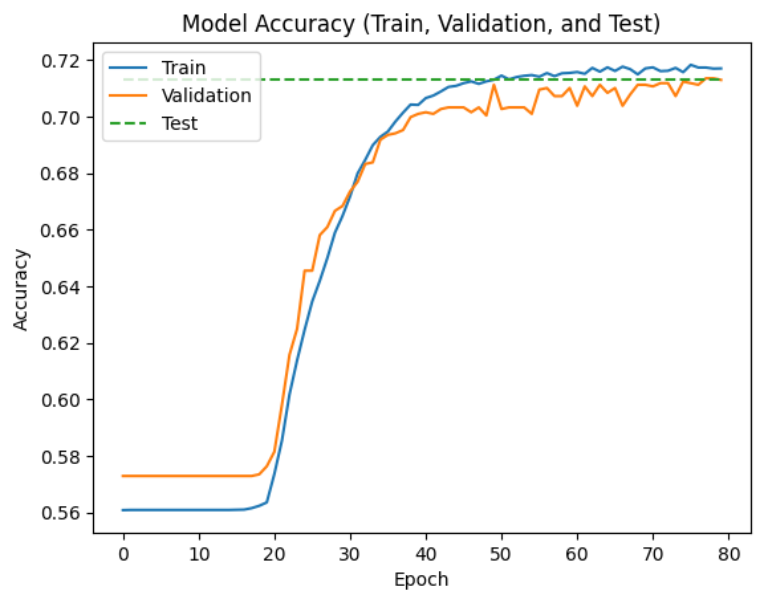 Model Accuracy (Train, Validation, and Test)
0.72
0.70
0.68
0.66
0.64
0.62
0.60
0.58
0.56
Accuracy
Train
Validation
Test
0 10 20 30 40 50 60 70 80
Epoch